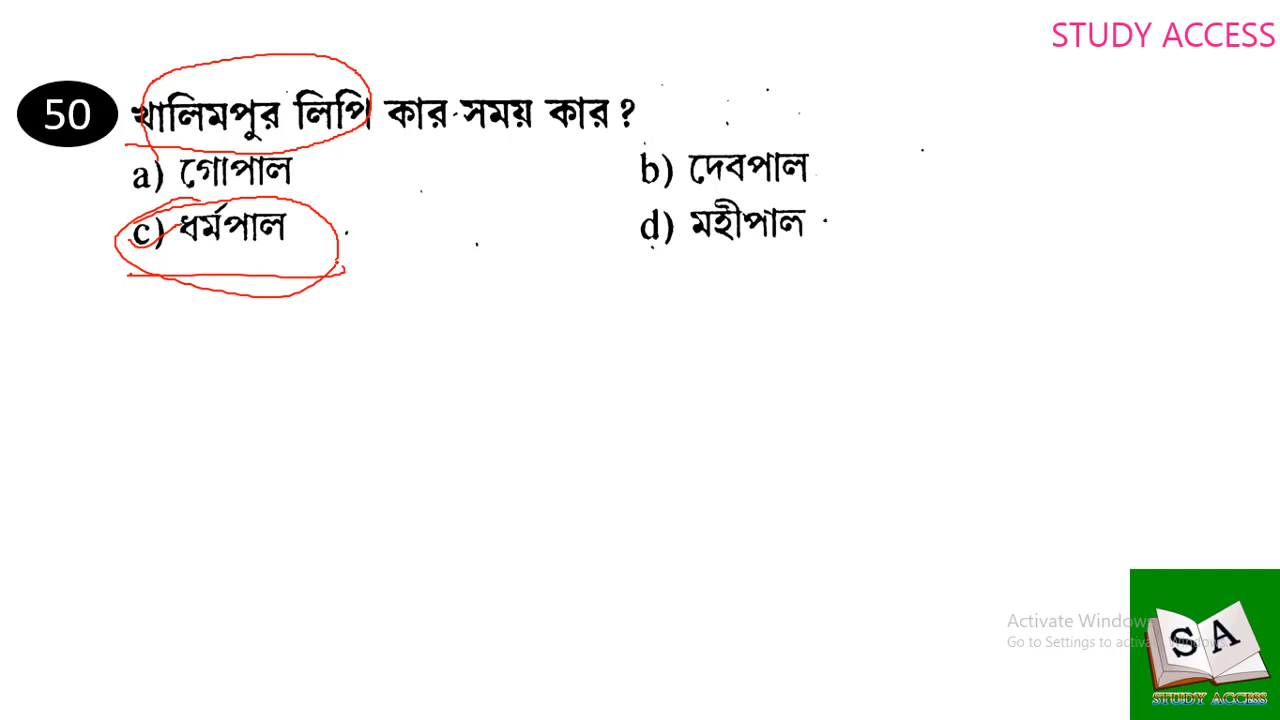 STUDY ACCESS
50 খালিমপুর লিপি কার সময় কার ?
a) গোপাল
b) দেবপাল
c) ধর্মপাল
d) মহীপাল
Activate Windows
Go to Settings to activate Windows.
SA
STUDY ACCESS